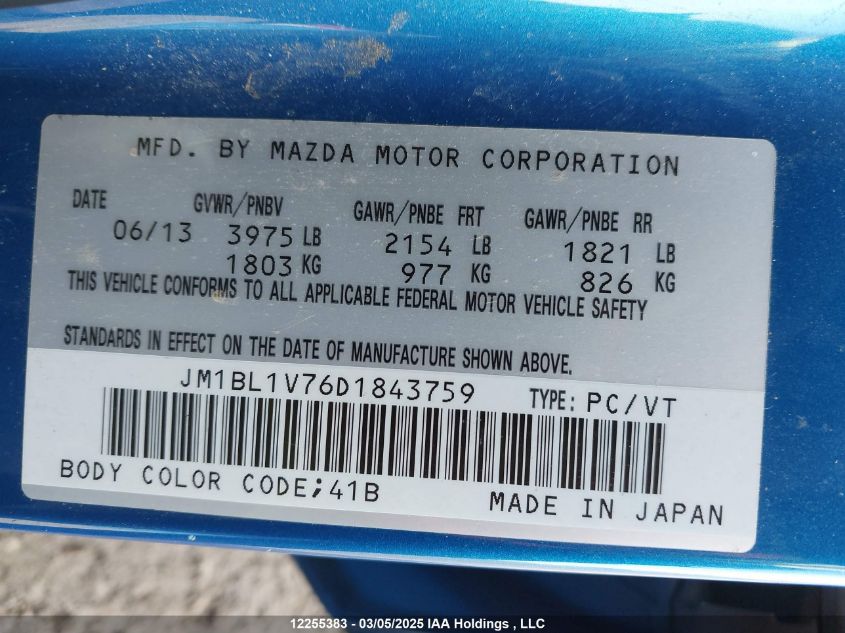 MFD. BY MAZDA MOTOR CORPORATION
DATE GVWR/PNBV GAWR/PNBE FRT GAWR/PNBE RR
06/13 3975 LB 2154 LB 1821 LB
1803 KG 977 KG 826 KG
THIS VEHICLE CONFORMS TO ALL APPLICABLE FEDERAL MOTOR VEHICLE SAFETY
STANDARDS IN EFFECT ON THE DATE OF MANUFACTURE SHOWN ABOVE.
JM1BL1V76D1843759 TYPE: PC/VT
BODY COLOR CODE;41B
MADE IN JAPAN
12255383 - 03/05/2025 IAA Holdings , LLC